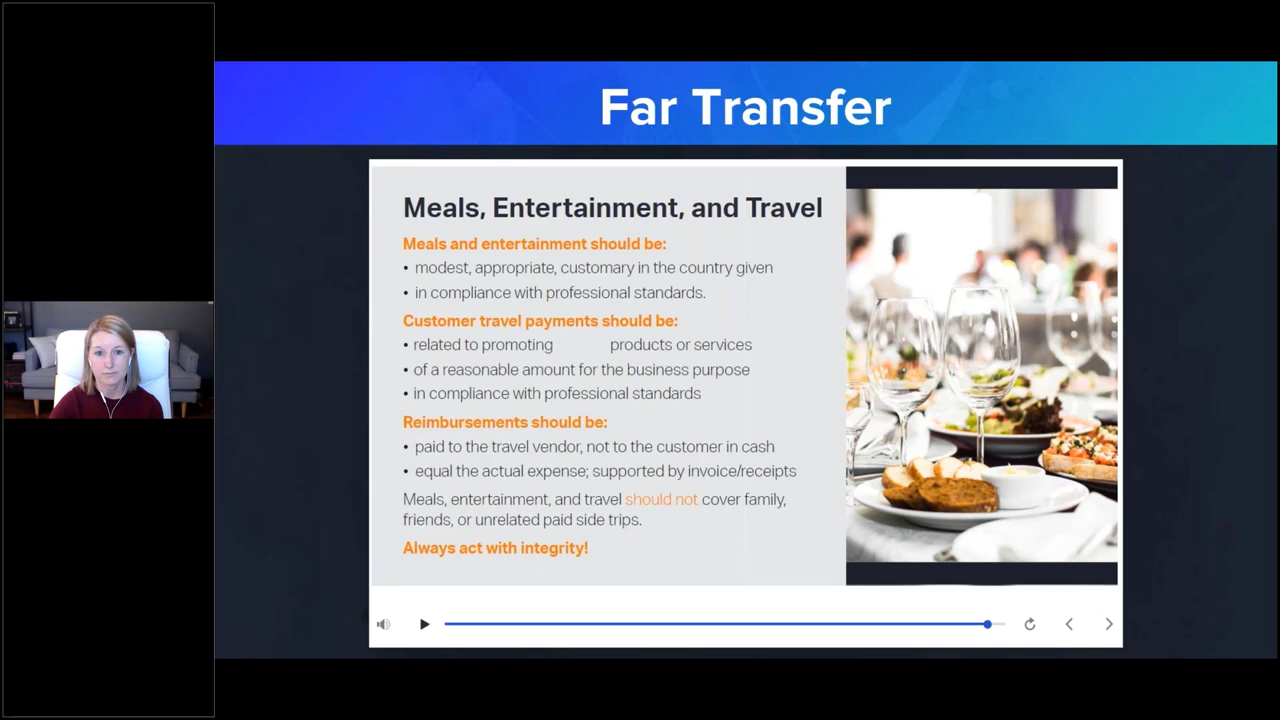 Far Transfer
Meals, Entertainment, and Travel
Meals and entertainment should be:
• modest, appropriate, customary in the country given
• in compliance with professional standards.
Customer travel payments should be:
• related to promoting products or services
• of a reasonable amount for the business purpose
• in compliance with professional standards
Reimbursements should be:
• paid to the travel vendor, not to the customer in cash
• equal the actual expense; supported by invoice/receipts
Meals, entertainment, and travel should not cover family,
friends, or unrelated paid side trips.
Always act with integrity!